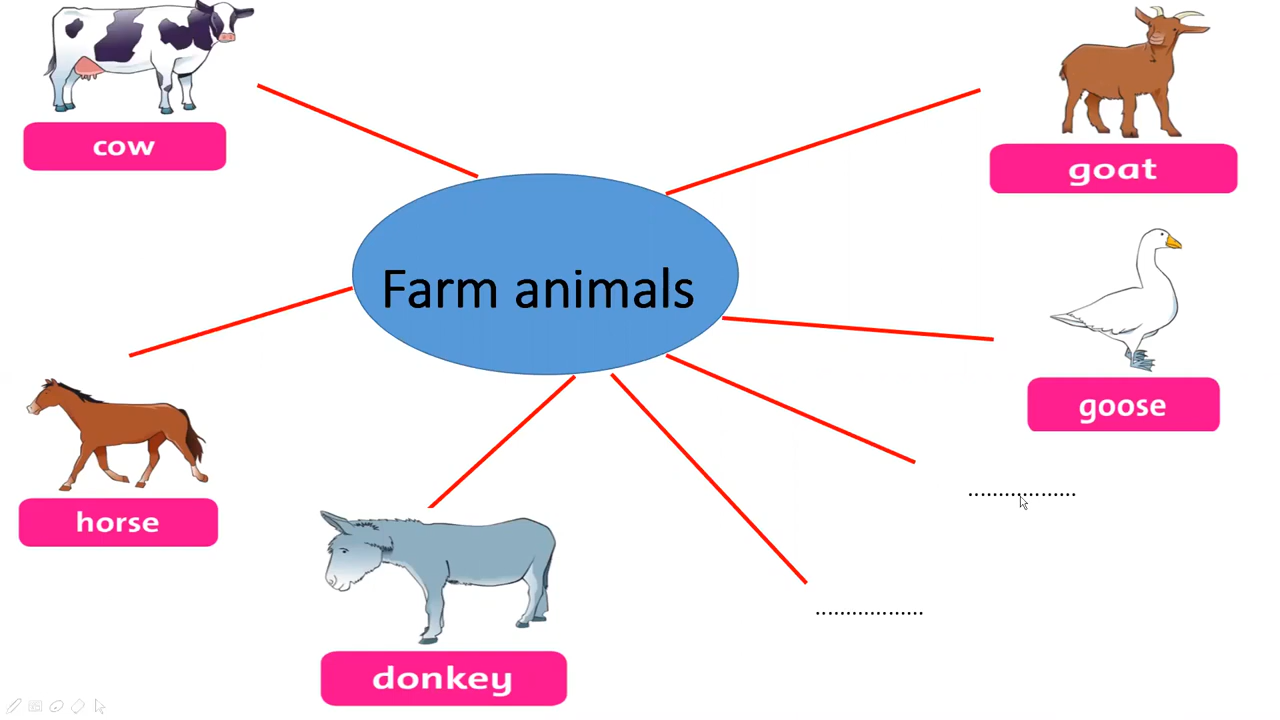 cow
goat
Farm animals
goose
..................
horse
..................
donkey